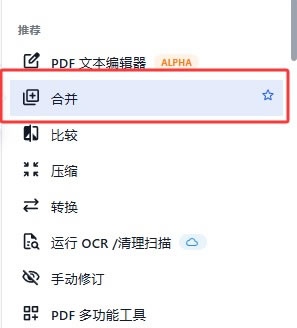 推荐
PDF 文本编辑器 ALPHA
合并
比较
压缩
转换
运行 OCR /清理扫描
手动修订
PDF 多功能工具